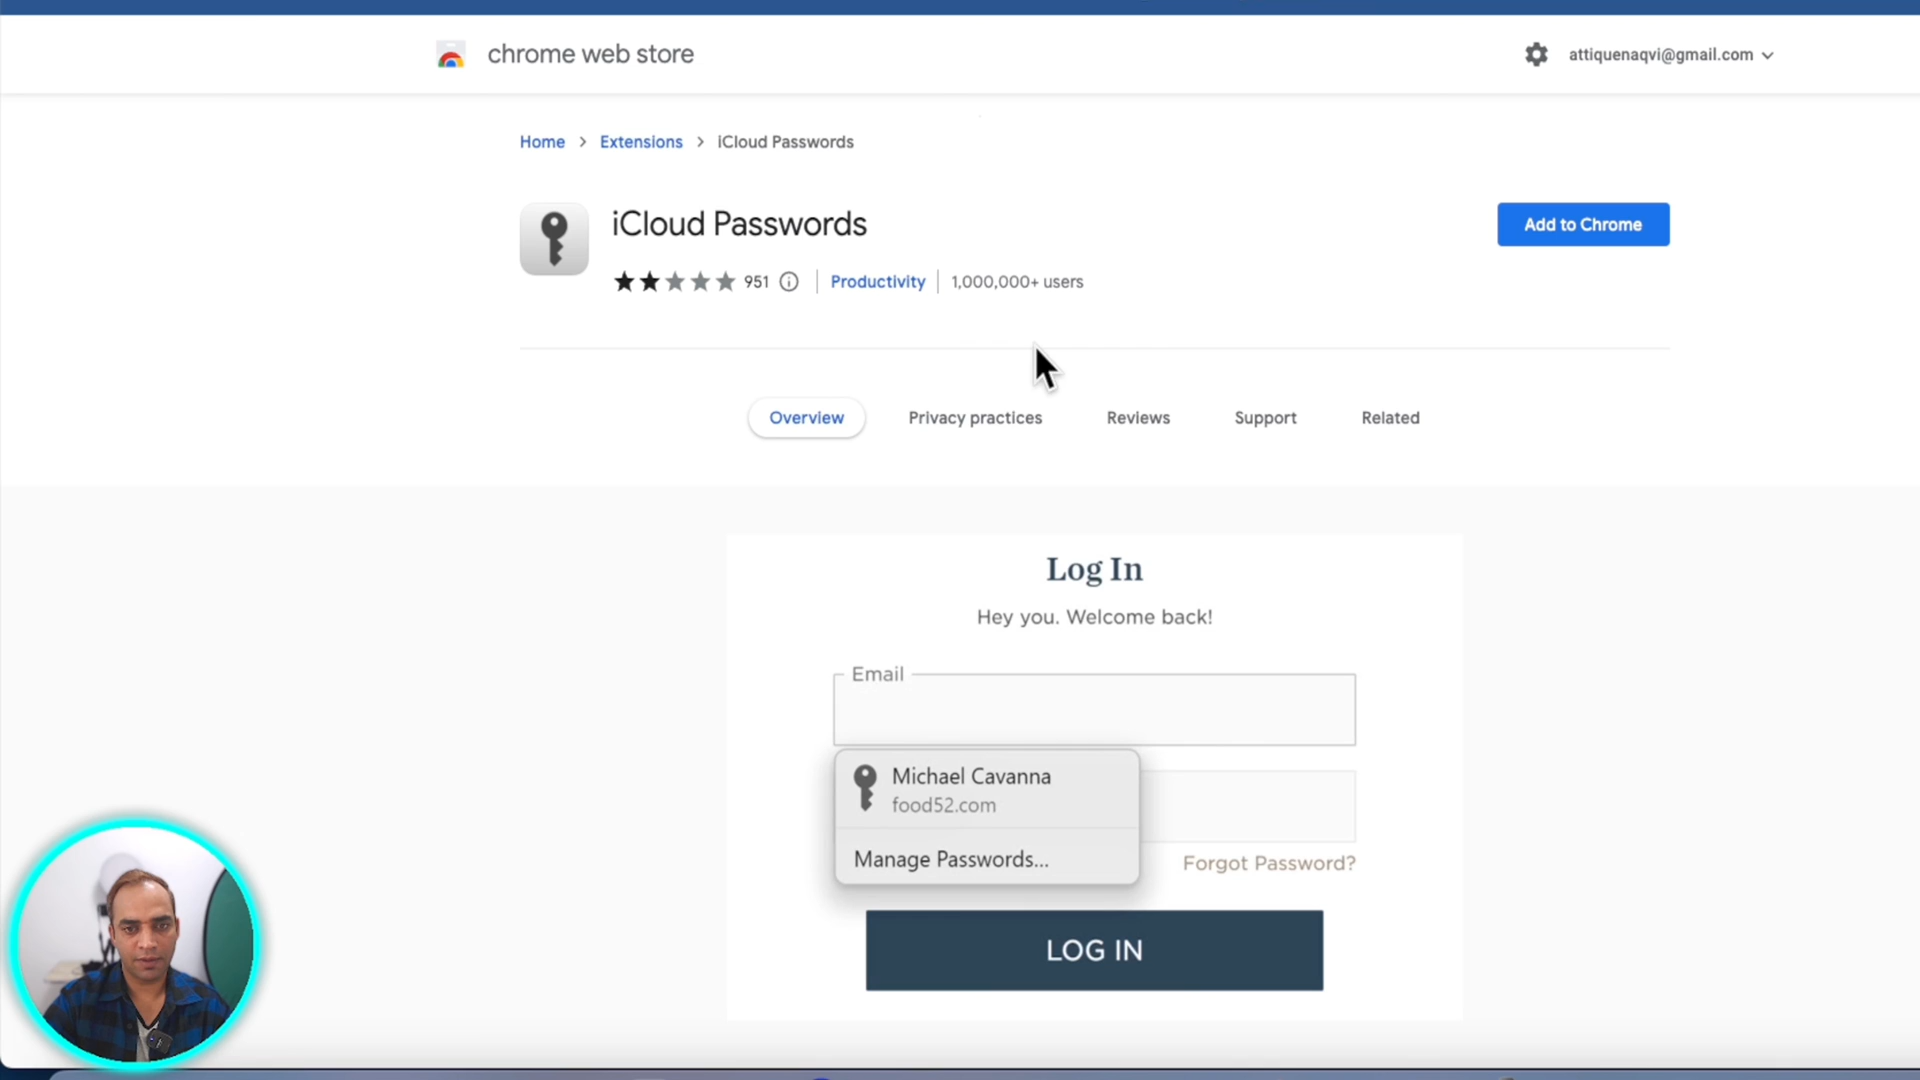 chrome web store
attiquenaqvi@gmail.com
Home > Extensions > iCloud Passwords
iCloud Passwords
Add to Chrome
951 | Productivity | 1,000,000+ users
Overview Privacy practices Reviews Support Related
Log In
Hey you. Welcome back!
Email
Michael Cavanna
food52.com
Manage Passwords...
Forgot Password?
LOG IN